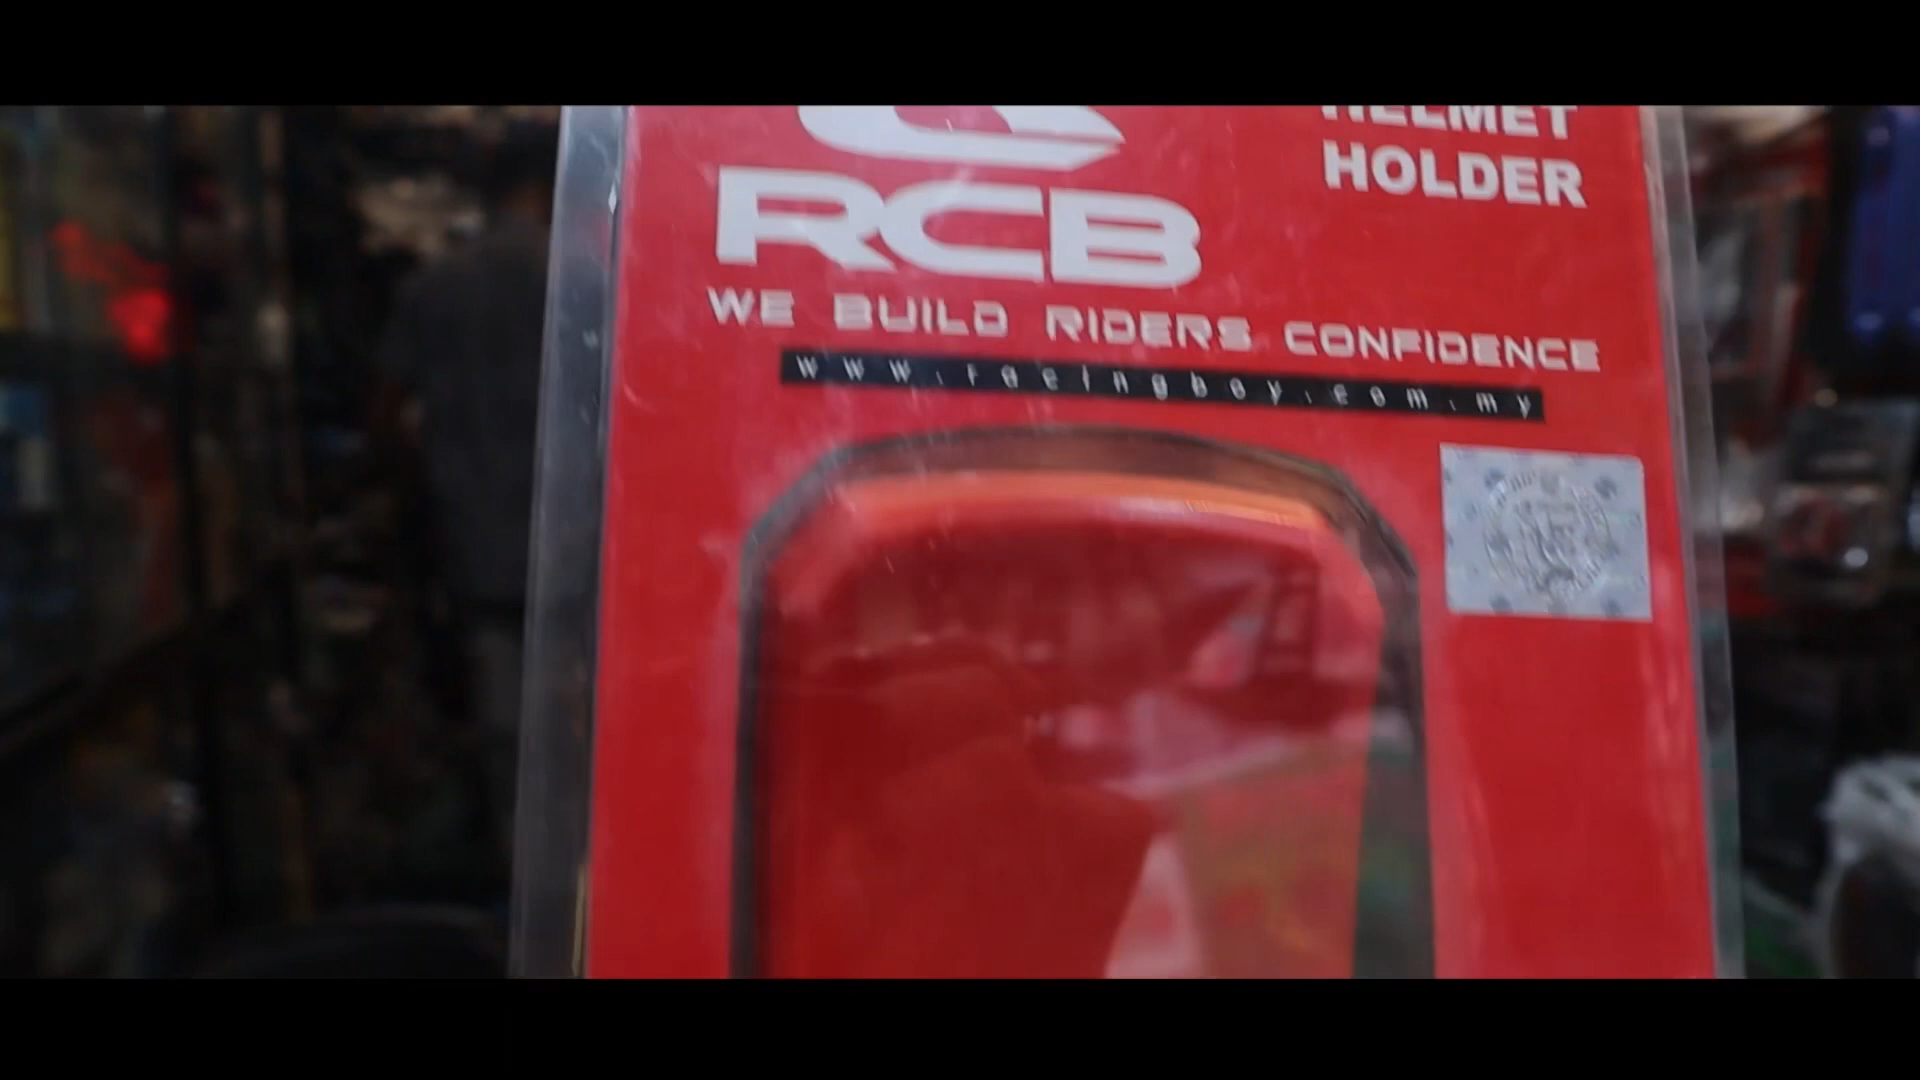 HELMET
HOLDER
RCB
WE BUILD RIDERS CONFIDENCE
www.racingboy.com.my